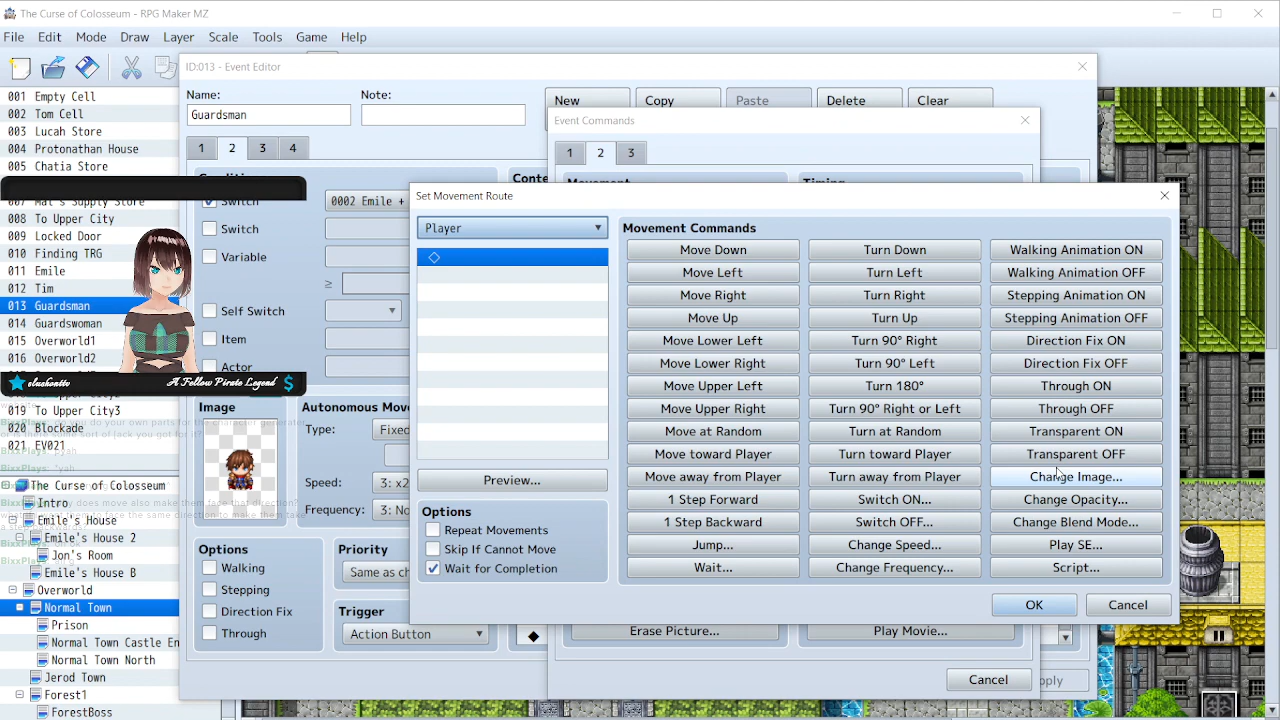 The Curse of Colosseum - RPG Maker MZ
File Edit Mode Draw Layer Scale Tools Game Help
ID:013 - Event Editor
Name: Note:
Guardsman
New Copy Paste Delete Clear
Event Commands
1 2 3 4
1 2 3
Movement Timing
001 Empty Cell
002 Tom Cell
003 Lucah Store
004 Protonathan House
005 Chatia Store
007 Mat's Supply Store
008 To Upper City
009 Locked Door
010 Finding TRG
011 Emile
012 Tim
013 Guardsman
014 Guardswoman
015 Overworld1
016 Overworld2
019 To Upper City3
020 Blockade
021 EV021
A Follow Pirate Legend $
BixxPlays: "yah
The Curse of Colosseum
Intro
Emile's House
Emile's House 2
Jon's Room
Emile's House B
Overworld
Normal Town
Prison
Normal Town Castle En
Normal Town North
Jerod Town
Forest1
ForestBoss
Switch
0002 Emile +
Switch
Variable
≥
Self Switch
Item
Actor
Image
Autonomous Move
Type: Fixed
Speed: 3: x2
Frequency: 3: No
Options
Walking
Stepping
Direction Fix
Through
Priority
Same as ch
Trigger
Action Button
Set Movement Route
Player
Preview...
Options
Repeat Movements
Skip If Cannot Move
Wait for Completion
Movement Commands
Move Down Turn Down Walking Animation ON
Move Left Turn Left Walking Animation OFF
Move Right Turn Right Stepping Animation ON
Move Up Turn Up Stepping Animation OFF
Move Lower Left Turn 90° Right Direction Fix ON
Move Lower Right Turn 90° Left Direction Fix OFF
Move Upper Left Turn 180° Through ON
Move Upper Right Turn 90° Right or Left Through OFF
Move at Random Turn at Random Transparent ON
Move toward Player Turn toward Player Transparent OFF
Move away from Player Turn away from Player Change Image...
1 Step Forward Switch ON... Change Opacity...
1 Step Backward Switch OFF... Change Blend Mode...
Jump... Change Speed... Play SE...
Wait... Change Frequency... Script...
OK Cancel
Erase Picture... Play Movie...
Cancel